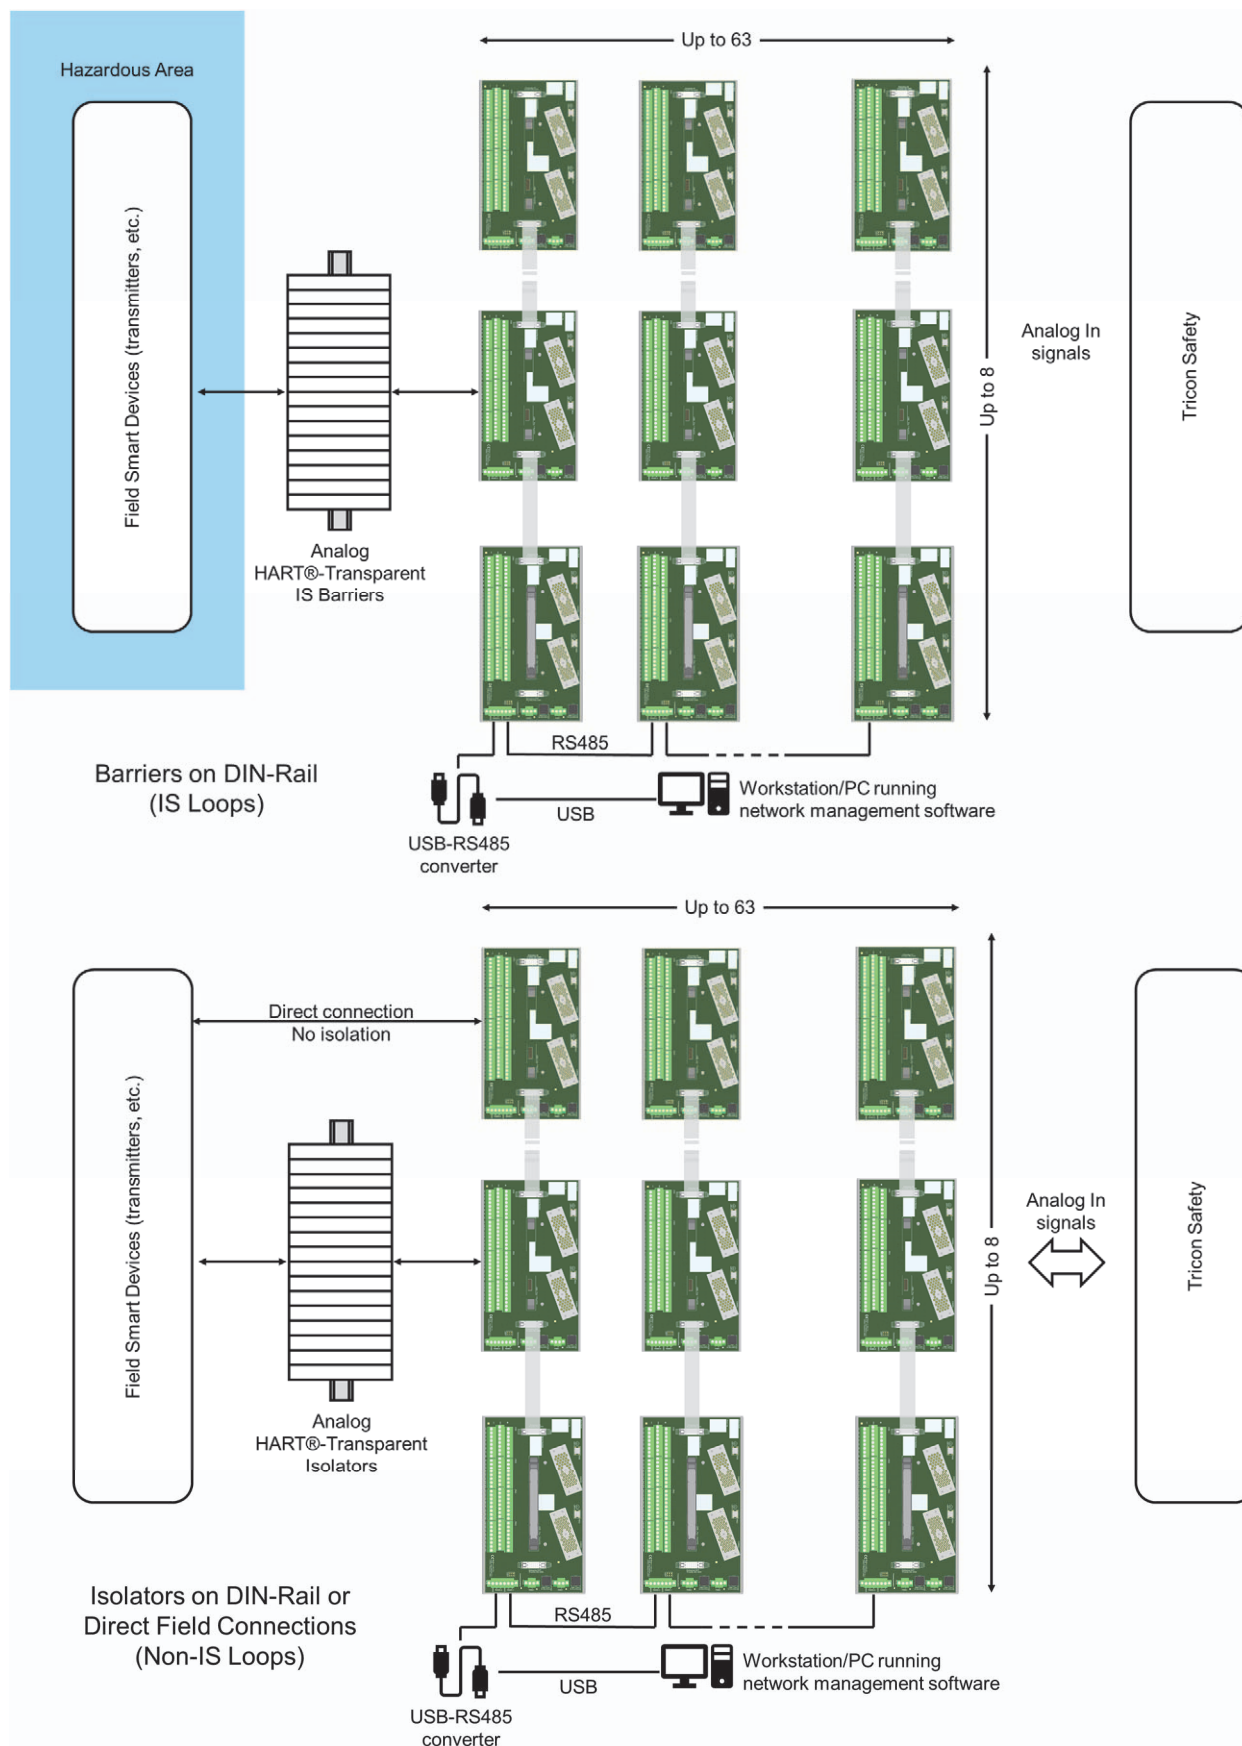 Up to 63
Hazardous Area
Field Smart Devices (transmitters, etc.)
Analog
HART®-Transparent
IS Barriers
Up to 8
Analog In
signals
Tricon Safety
RS485
Barriers on DIN-Rail
(IS Loops)
USB
Workstation/PC running
network management software
USB-RS485
converter
Up to 63
Direct connection
No isolation
Field Smart Devices (transmitters, etc.)
Analog
HART®-Transparent
Isolators
Up to 8
Analog In
signals
Tricon Safety
Isolators on DIN-Rail or
Direct Field Connections
(Non-IS Loops)
RS485
USB
Workstation/PC running
network management software
USB-RS485
converter